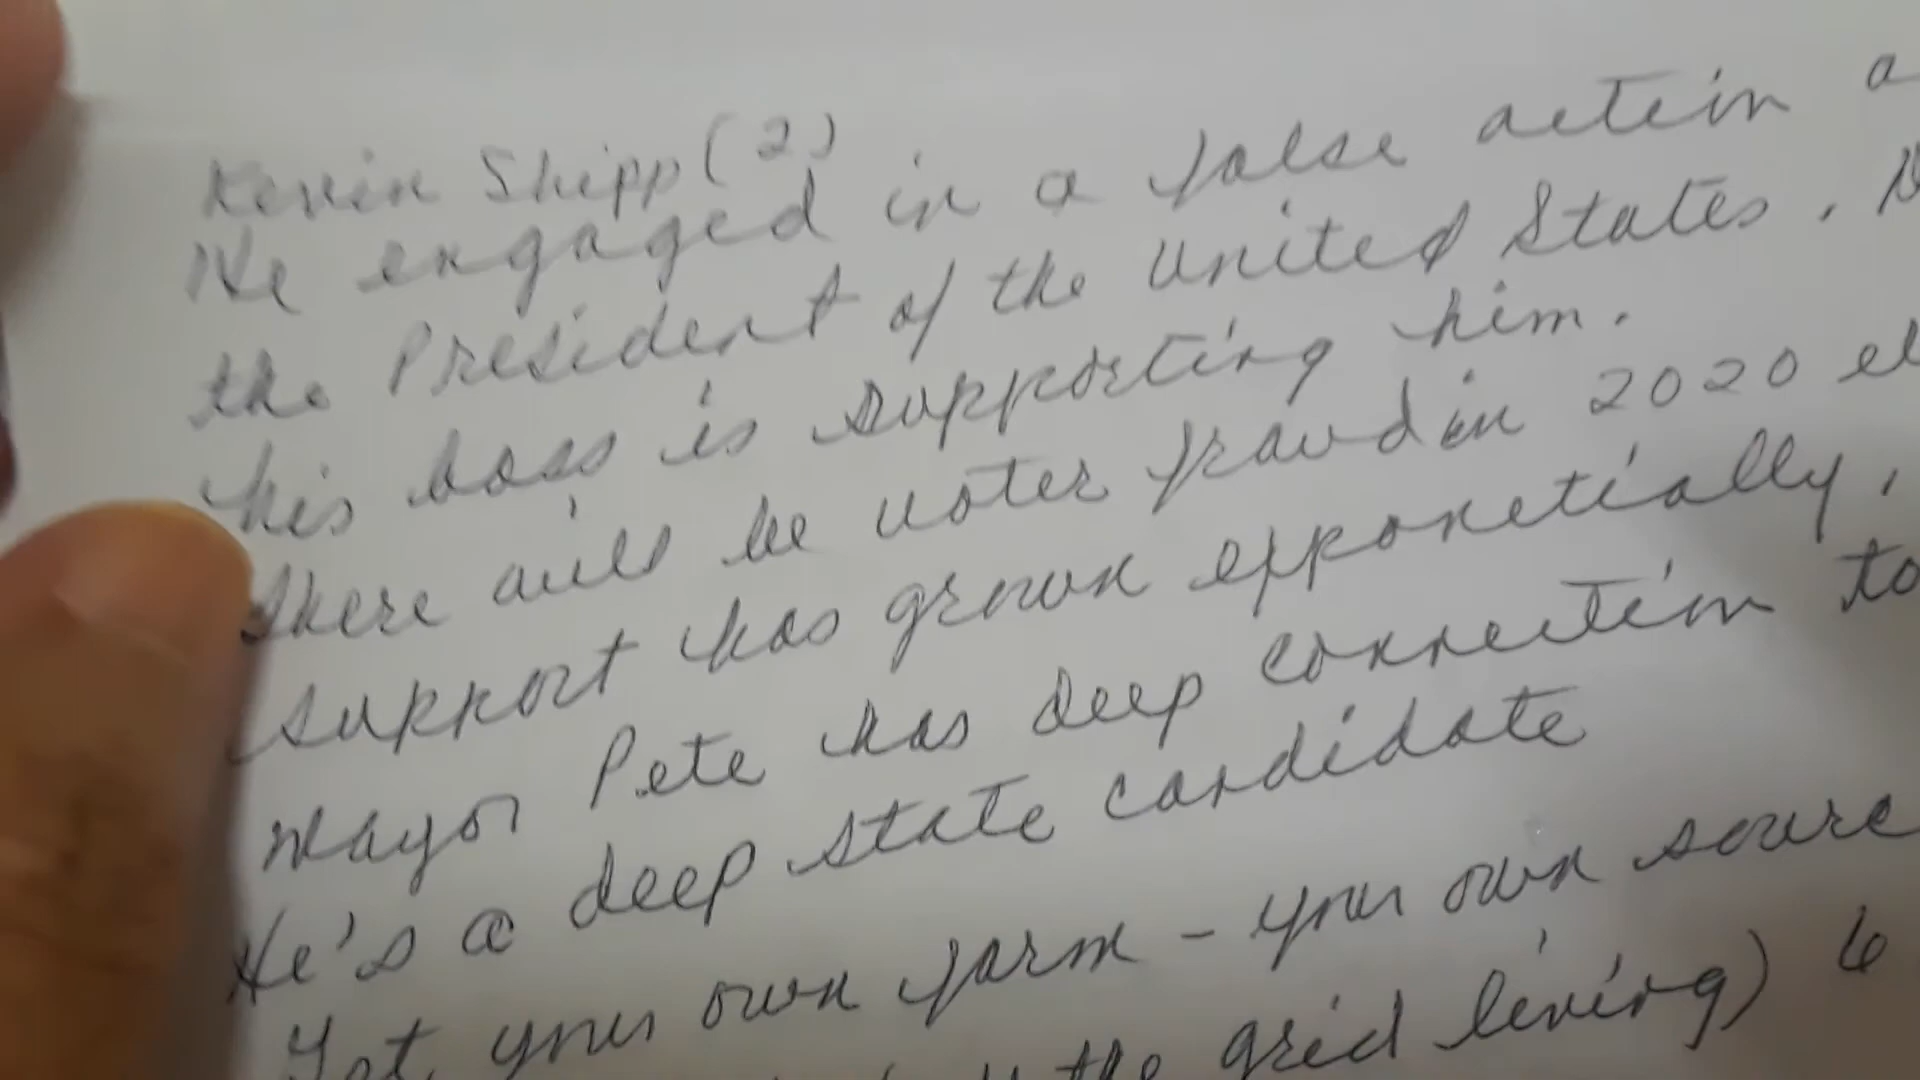 Kevin Shipp (2)
He engaged in a false action a
the President of the United States.
his boss is supporting him.
There will be voter fraud in 2020 el
support has grown epponetially,
Mayor Pete has deep connection to
He's a deep state candidate
Get your own farm - your own sourc
the grid living) 6